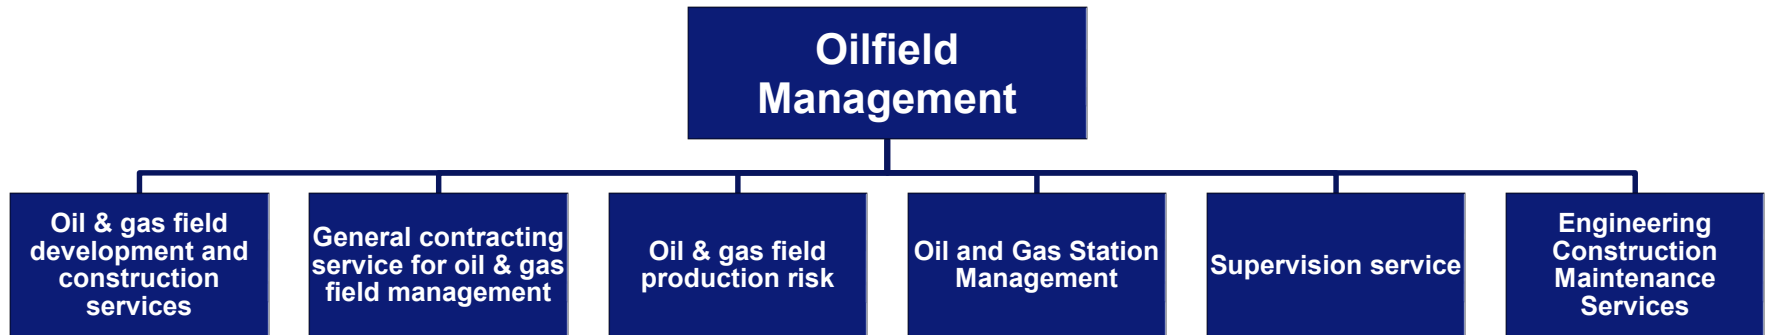 Oilfield
Management
Oil & gas field
development and
construction
services
General contracting
service for oil & gas
field management
Oil & gas field
production risk
Oil and Gas Station
Management
Supervision service
Engineering
Construction
Maintenance
Services